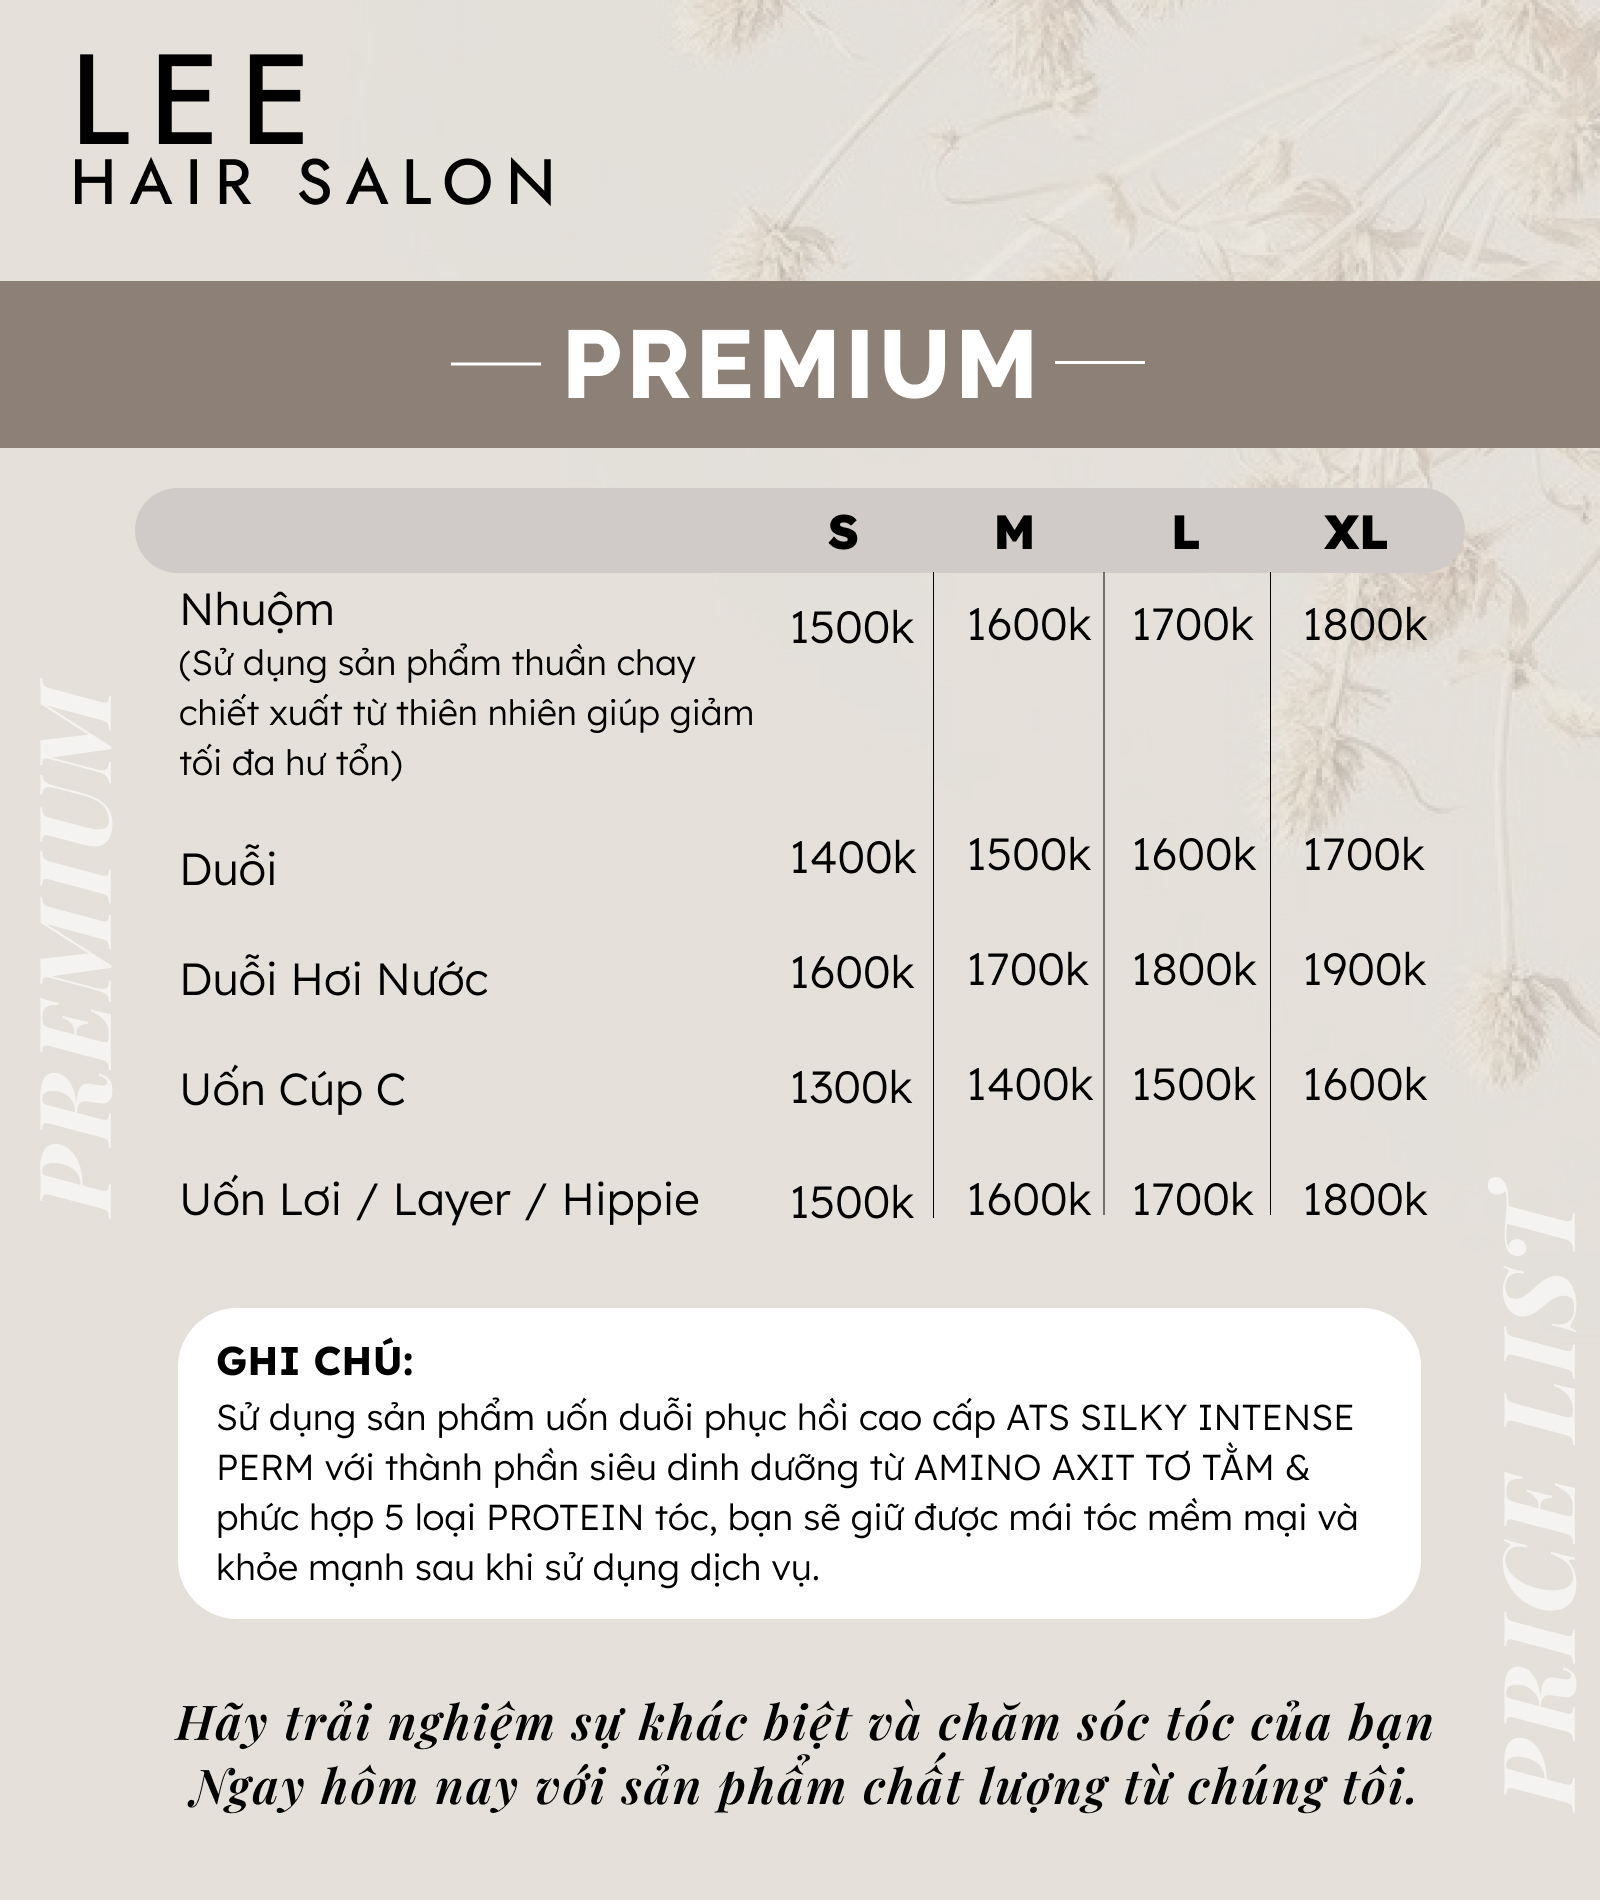 LEE
HAIR SALON
PREMIUM
S M L XL
Nhuộm 1500k 1600k 1700k 1800k
(Sử dụng sản phẩm thuần chay
chiết xuất từ thiên nhiên giúp giảm
tối đa hư tổn)
Duỗi 1400k 1500k 1600k 1700k
Duỗi Hơi Nước 1600k 1700k 1800k 1900k
Uốn Cúp C 1300k 1400k 1500k 1600k
Uốn Lơi / Layer / Hippie 1500k 1600k 1700k 1800k
PREMIUM
PRICE LIST
GHI CHÚ:
Sử dụng sản phẩm uốn duỗi phục hồi cao cấp ATS SILKY INTENSE
PERM với thành phần siêu dinh dưỡng từ AMINO AXIT TƠ TẰM &
phức hợp 5 loại PROTEIN tóc, bạn sẽ giữ được mái tóc mềm mại và
khỏe mạnh sau khi sử dụng dịch vụ.
Hãy trải nghiệm sự khác biệt và chăm sóc tóc của bạn
Ngay hôm nay với sản phẩm chất lượng từ chúng tôi.